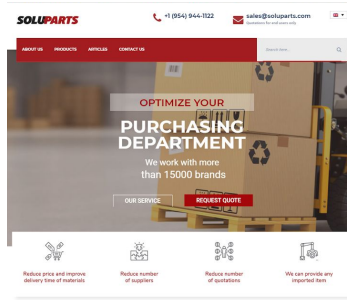 SOLUPARTS
+1 (954) 944-1122
sales@soluparts.com
Quotations for end users only
ABOUT US PRODUCTS ARTICLES CONTACT US
Search item...
OPTIMIZE YOUR
PURCHASING
DEPARTMENT
We work with more
than 15000 brands
OUR SERVICE REQUEST QUOTE
Reduce price and improve
delivery time of materials
Reduce number
of suppliers
Reduce number
of quotations
We can provide any
imported item